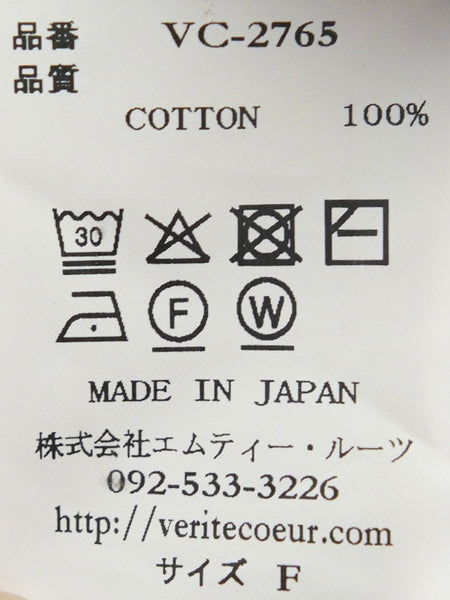 品番 VC-2765
品質
COTTON 100%
30
F W
MADE IN JAPAN
株式会社エムティー・ルーツ
092-533-3226
http://veritecoeur.com
サイズ F